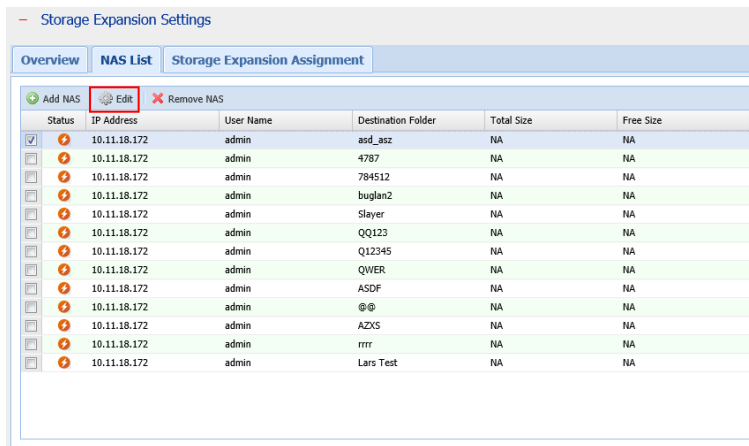 Storage Expansion Settings
Overview NAS List Storage Expansion Assignment
Add NAS Edit Remove NAS
Status IP Address User Name Destination Folder Total Size Free Size
10.11.18.172 admin asd_asz NA NA
10.11.18.172 admin 4787 NA NA
10.11.18.172 admin 784512 NA NA
10.11.18.172 admin buglan2 NA NA
10.11.18.172 admin Slayer NA NA
10.11.18.172 admin QQ123 NA NA
10.11.18.172 admin Q12345 NA NA
10.11.18.172 admin QWER NA NA
10.11.18.172 admin ASDF NA NA
10.11.18.172 admin @@ NA NA
10.11.18.172 admin AZXS NA NA
10.11.18.172 admin rrrr NA NA
10.11.18.172 admin Lars Test NA NA